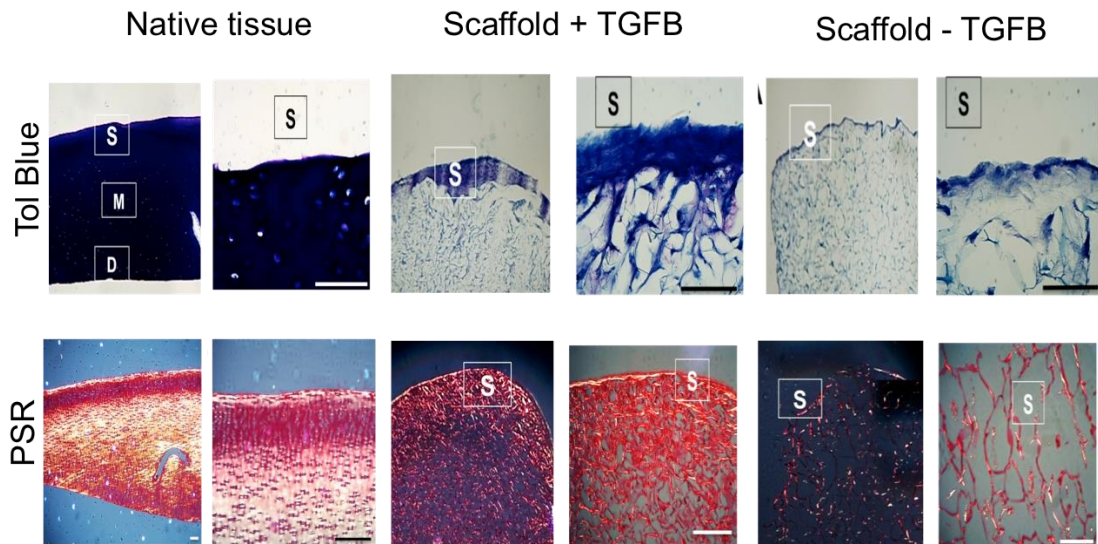 Native tissue Scaffold + TGFB Scaffold - TGFB
Tol Blue
S S S S S S
M
D
PSR
S S S S